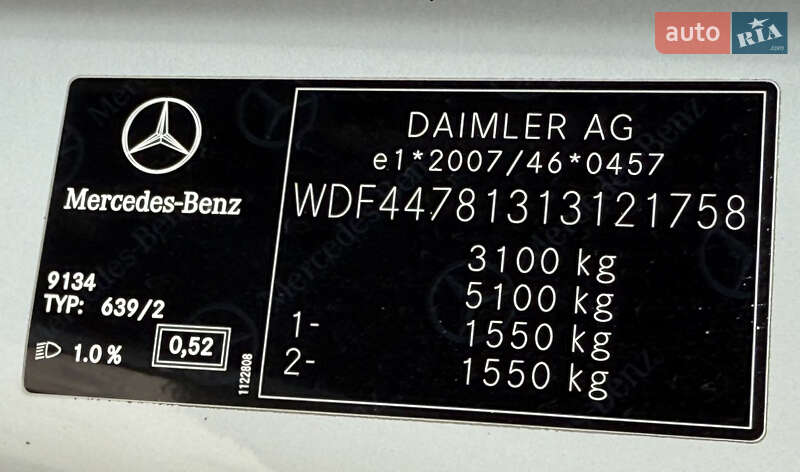 auto RIA .com
Mercedes-Benz
9134
TYP: 639/2
1.0 %
0,52
1122808
DAIMLER AG
e1*2007/46*0457
WDF44781313121758
3100 kg
5100 kg
1- 1550 kg
2- 1550 kg